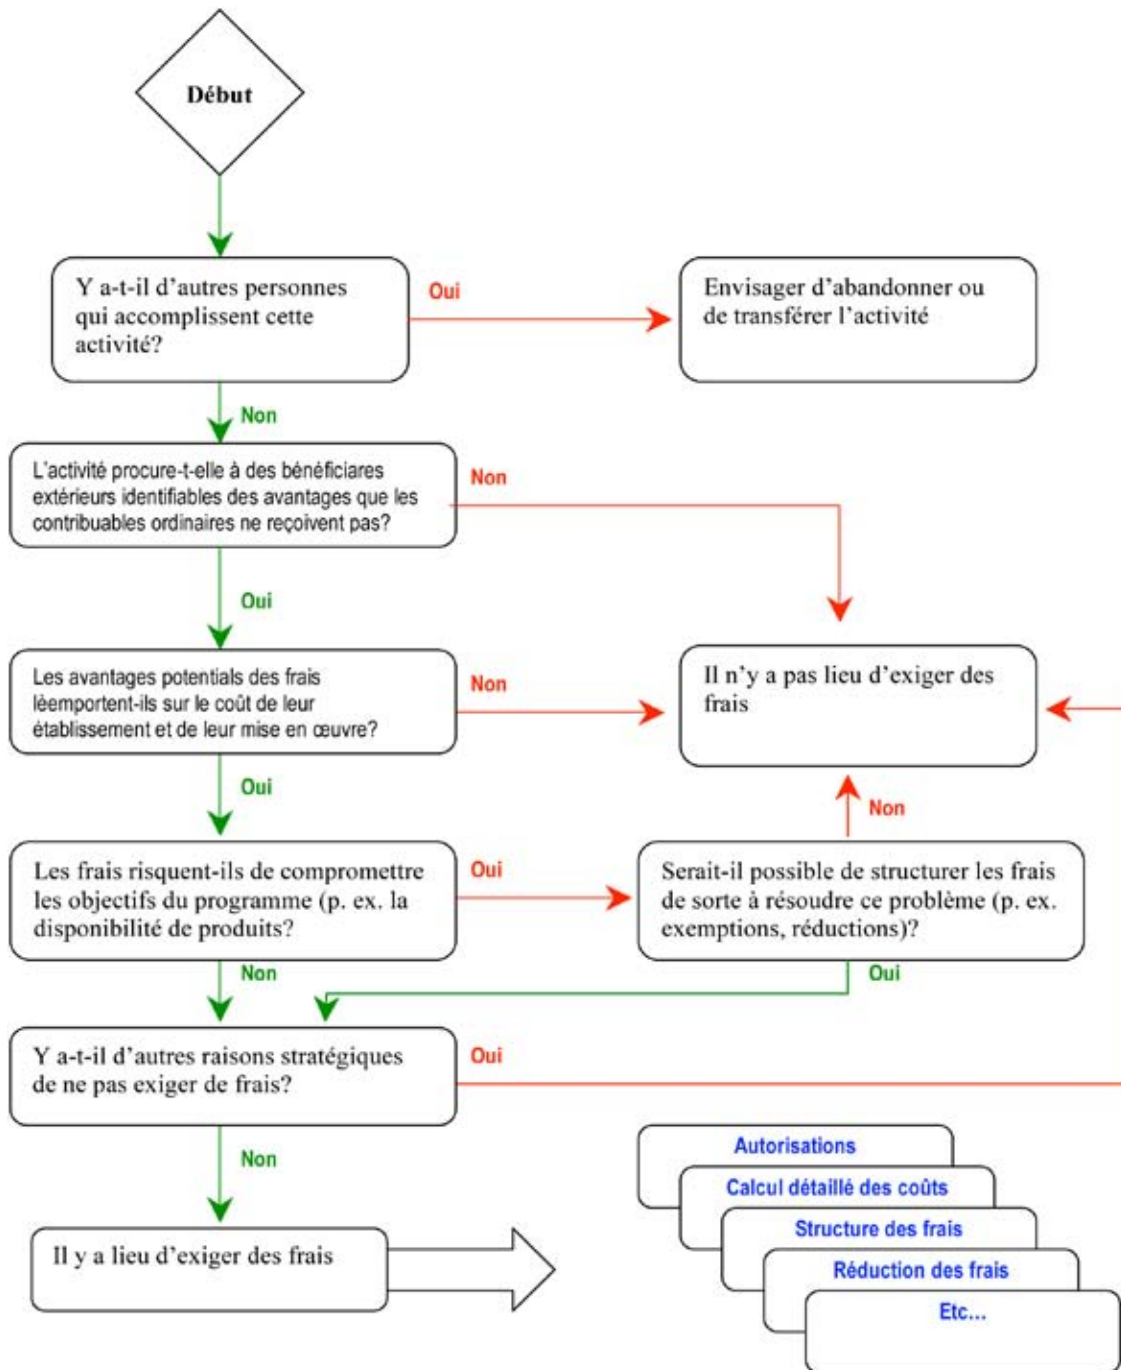 Début
Y a-t-il d'autres personnes
qui accomplissent cette
activité?
Oui
Envisager d'abandonner ou
de transférer l'activité
Non
L'activité procure-t-elle à des bénéficiares
extérieurs identifiables des avantages que les
contribuables ordinaires ne reçoivent pas?
Non
Oui
Les avantages potentials des frais
lèemportent-ils sur le coût de leur
établissement et de leur mise en œuvre?
Non
Il n'y a pas lieu d'exiger des
frais
Oui
Non
Les frais risquent-ils de compromettre
les objectifs du programme (p. ex. la
disponibilité de produits?
Oui
Serait-il possible de structurer les frais
de sorte à résoudre ce problème (p. ex.
exemptions, réductions)?
Non
Oui
Y a-t-il d'autres raisons stratégiques
de ne pas exiger de frais?
Oui
Non
Il y a lieu d'exiger des frais
Autorisations
Calcul détaillé des coûts
Structure des frais
Réduction des frais
Etc...